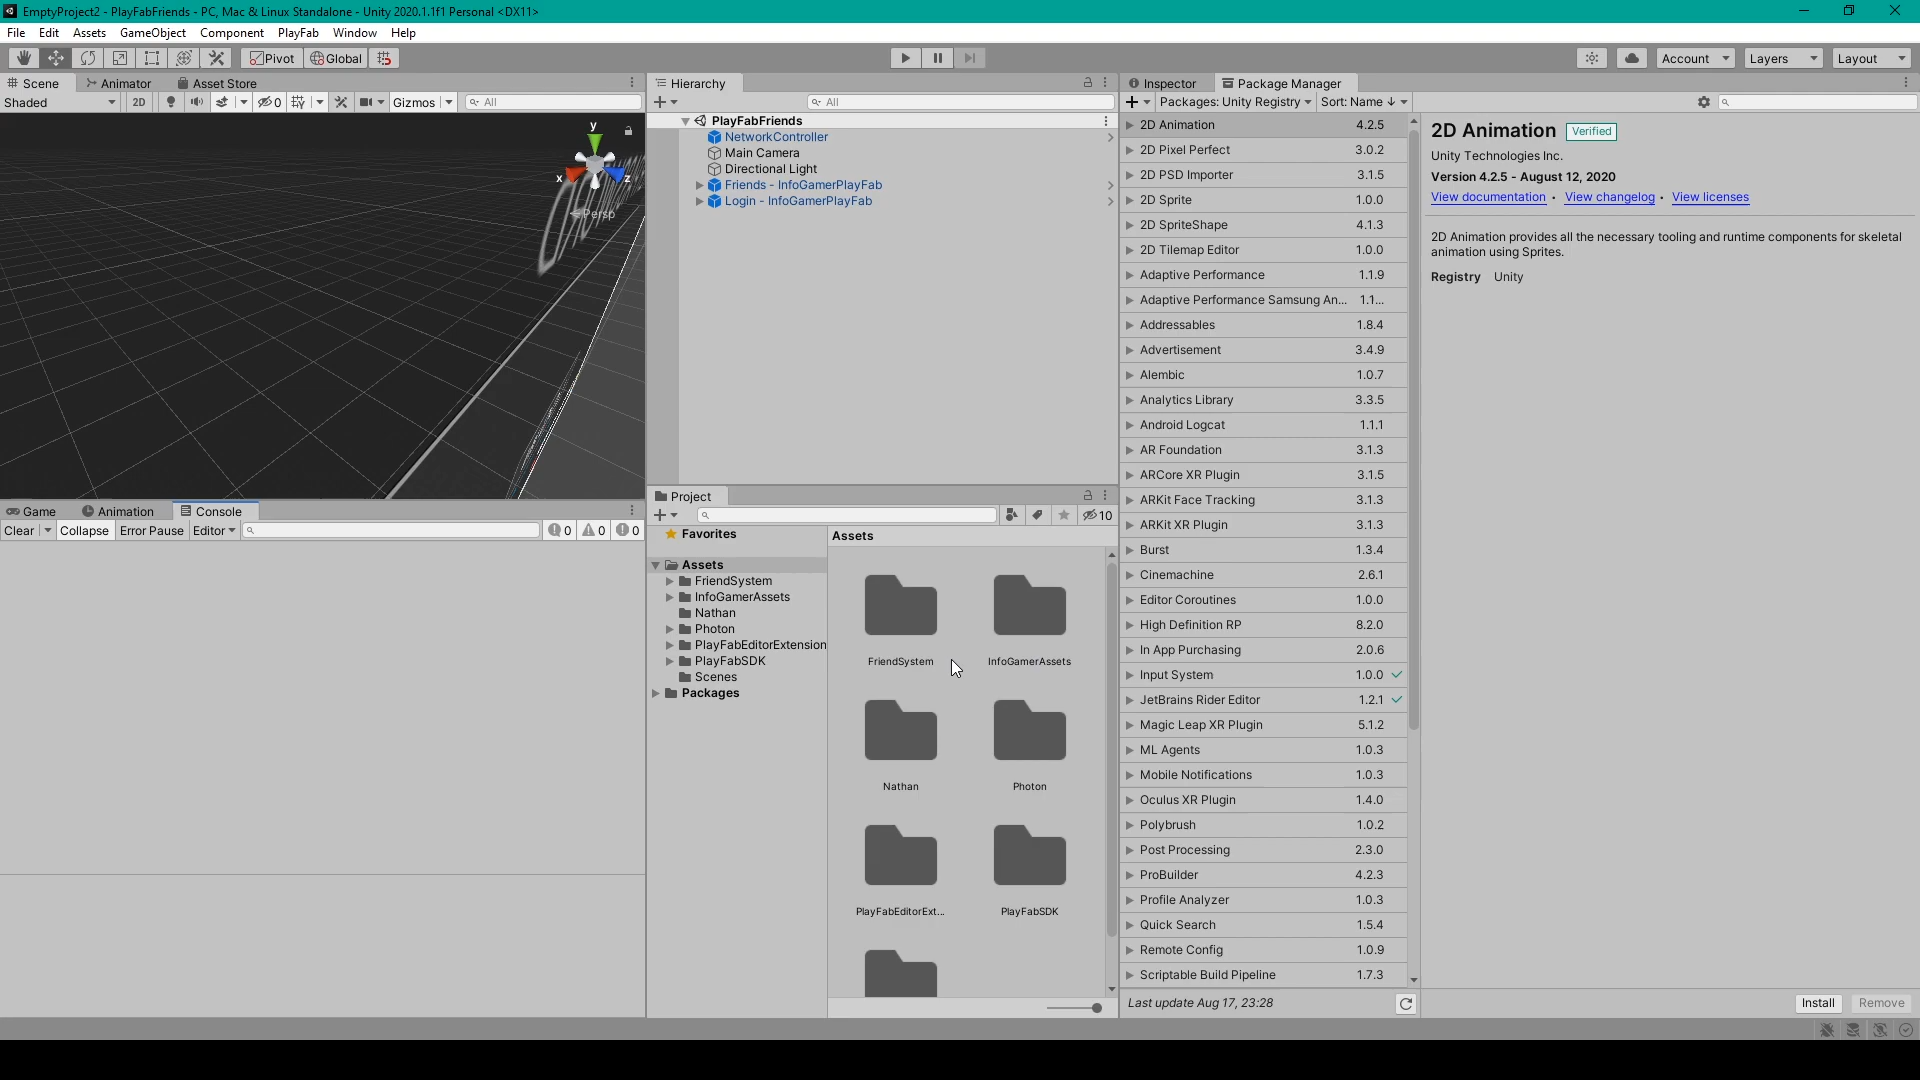 EmptyProject2 - PlayFabFriends - PC, Mac & Linux Standalone - Unity 2020.1.1f1 Personal <DX11>
File Edit Assets GameObject Component PlayFab Window Help
Pivot Global Account Layers Layout
Scene Animator Asset Store
Shaded 2D 0 Gizmos All
y
x
z
Persp
Game Animation Console
Clear Collapse Error Pause Editor 0 0 0
Hierarchy
All
PlayFabFriends
NetworkController
Main Camera
Directional Light
Friends - InfoGamerPlayFab
Login - InfoGamerPlayFab
Project
10
Favorites
Assets
FriendSystem
InfoGamerAssets
Nathan
Photon
PlayFabEditorExtension
PlayFabSDK
Scenes
Packages
Assets
FriendSystem InfoGamerAssets
Nathan Photon
PlayFabEditorExt... PlayFabSDK
Inspector Package Manager
Packages: Unity Registry Sort: Name ↓
2D Animation 4.2.5
2D Pixel Perfect 3.0.2
2D PSD Importer 3.1.5
2D Sprite 1.0.0
2D SpriteShape 4.1.3
2D Tilemap Editor 1.0.0
Adaptive Performance 1.1.9
Adaptive Performance Samsung An... 1.1...
Addressables 1.8.4
Advertisement 3.4.9
Alembic 1.0.7
Analytics Library 3.3.5
Android Logcat 1.1.1
AR Foundation 3.1.3
ARCore XR Plugin 3.1.5
ARKit Face Tracking 3.1.3
ARKit XR Plugin 3.1.3
Burst 1.3.4
Cinemachine 2.6.1
Editor Coroutines 1.0.0
High Definition RP 8.2.0
In App Purchasing 2.0.6
Input System 1.0.0
JetBrains Rider Editor 1.2.1
Magic Leap XR Plugin 5.1.2
ML Agents 1.0.3
Mobile Notifications 1.0.3
Oculus XR Plugin 1.4.0
Polybrush 1.0.2
Post Processing 2.3.0
ProBuilder 4.2.3
Profile Analyzer 1.0.3
Quick Search 1.5.4
Remote Config 1.0.9
Scriptable Build Pipeline 1.7.3
Last update Aug 17, 23:28
2D Animation Verified
Unity Technologies Inc.
Version 4.2.5 - August 12, 2020
View documentation • View changelog • View licenses
2D Animation provides all the necessary tooling and runtime components for skeletal
animation using Sprites.
Registry Unity
Install Remove